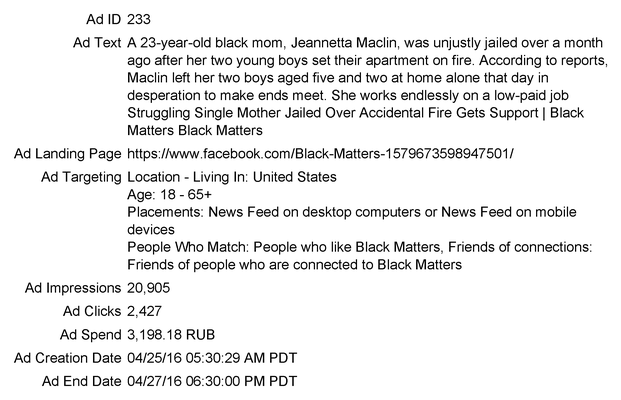 Ad ID 233
Ad Text A 23-year-old black mom, Jeannetta Maclin, was unjustly jailed over a month
ago after her two young boys set their apartment on fire. According to reports,
Maclin left her two boys aged five and two at home alone that day in
desperation to make ends meet. She works endlessly on a low-paid job
Struggling Single Mother Jailed Over Accidental Fire Gets Support | Black
Matters Black Matters
Ad Landing Page https://www.facebook.com/Black-Matters-1579673598947501/
Ad Targeting Location - Living In: United States
Age: 18 - 65+
Placements: News Feed on desktop computers or News Feed on mobile
devices
People Who Match: People who like Black Matters, Friends of connections:
Friends of people who are connected to Black Matters
Ad Impressions 20,905
Ad Clicks 2,427
Ad Spend 3,198.18 RUB
Ad Creation Date 04/25/16 05:30:29 AM PDT
Ad End Date 04/27/16 06:30:00 PM PDT